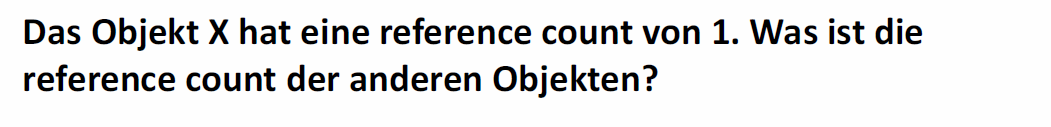 Das Objekt X hat eine reference count von 1. Was ist die
reference count der anderen Objekten?